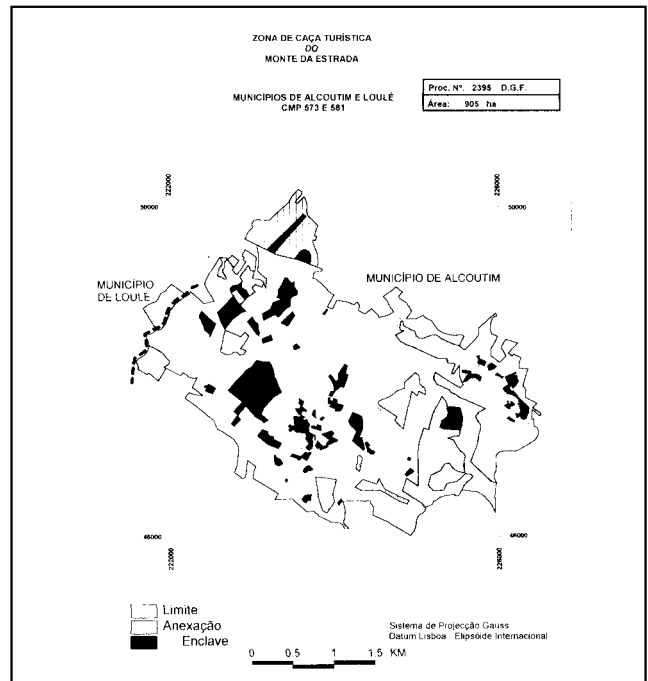 ZONA DE CAÇA TURÍSTICA
DO
MONTE DA ESTRADA
MUNICÍPIOS DE ALCOUTIM E LOULÉ
CMP 573 E 581
Proc. Nº. 2395 D.G.F.
Área: 905 ha
222000
226000
50000
50000
MUNICÍPIO
DE LOULÉ
MUNICÍPIO DE ALCOUTIM
46000
46000
222000
226000
Limite
Anexação
Enclave
Sistema de Projecção Gauss
Datum Lisboa - Elipsóide Internacional
0 0.5 1 1.5 KM